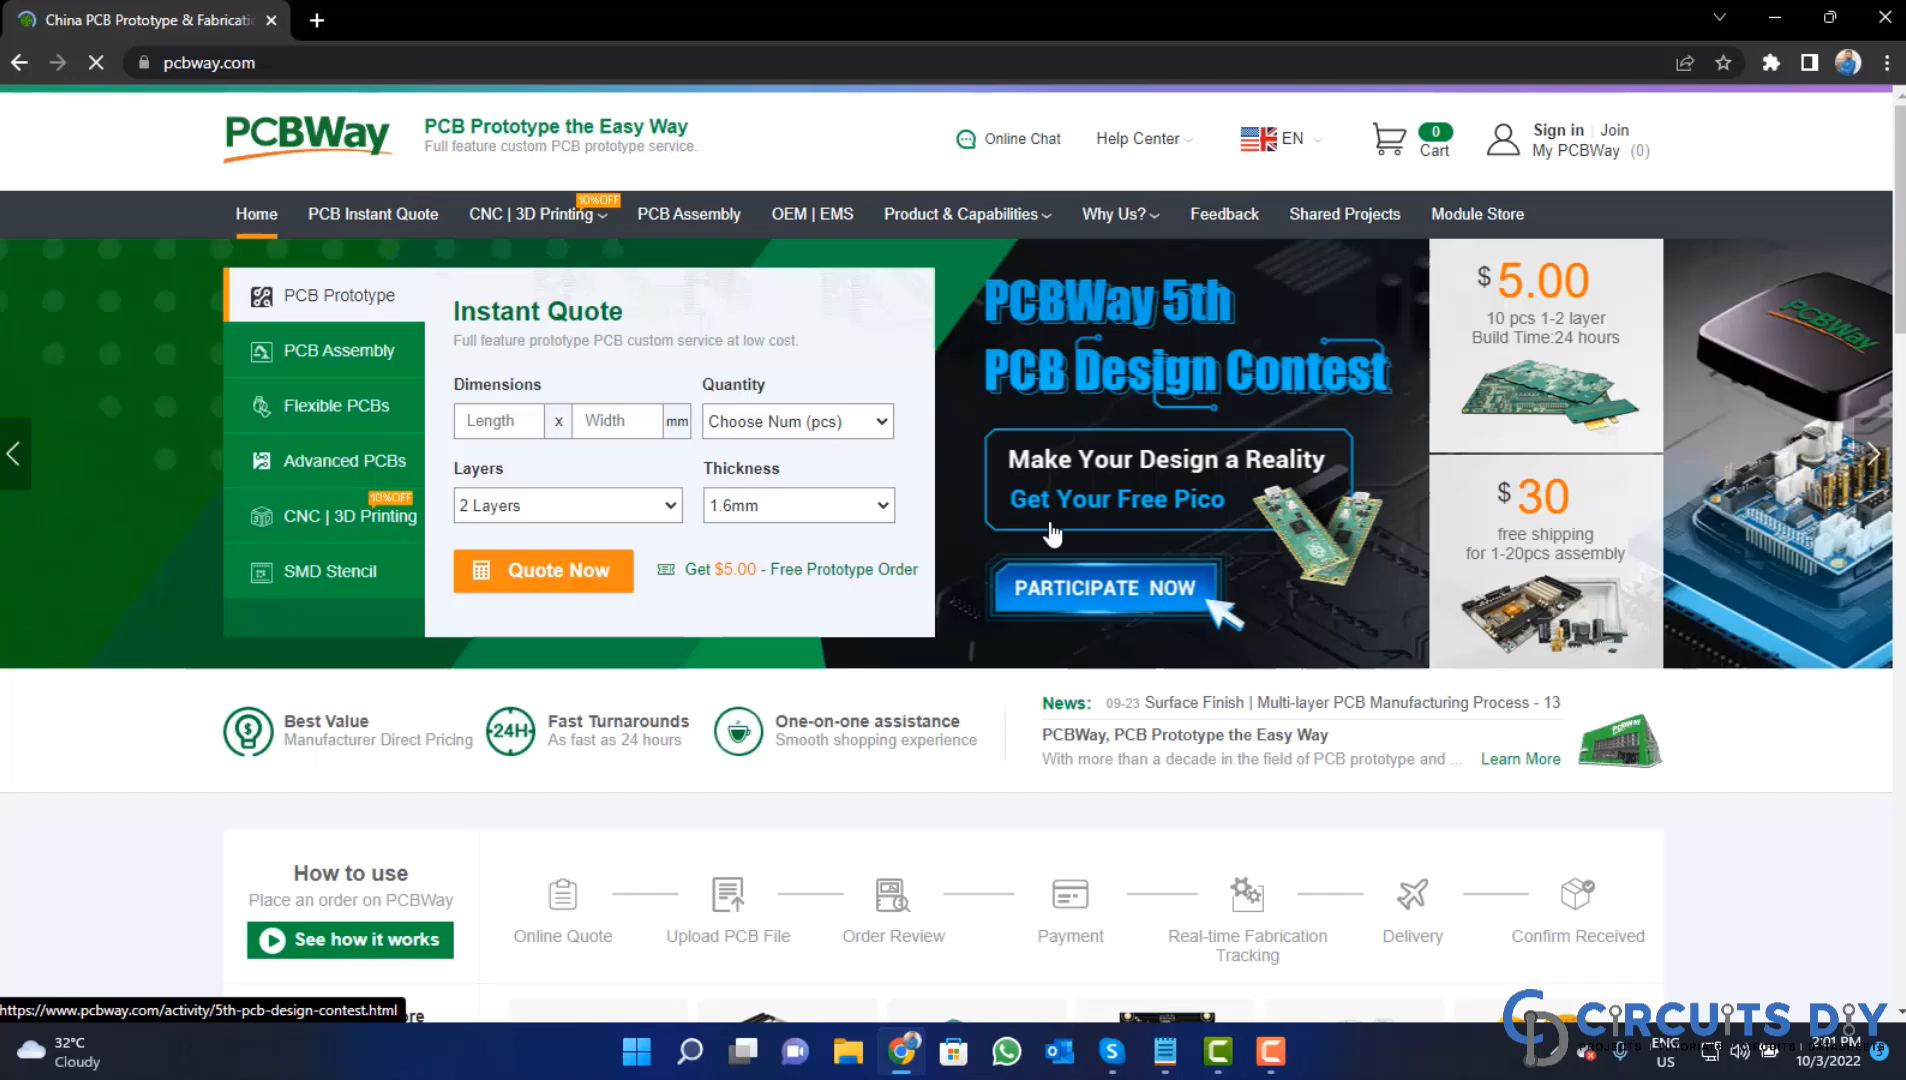 China PCB Prototype & Fabricatio
pcbway.com
PCBWay
PCB Prototype the Easy Way
Full feature custom PCB prototype service.
Online Chat
Help Center
EN
0
Cart
Sign in | Join
My PCBWay (0)
Home
PCB Instant Quote
CNC | 3D Printing
10%OFF
PCB Assembly
OEM | EMS
Product & Capabilities
Why Us?
Feedback
Shared Projects
Module Store
PCB Prototype
PCB Assembly
Flexible PCBs
Advanced PCBs
10%OFF
CNC | 3D Printing
SMD Stencil
Instant Quote
Full feature prototype PCB custom service at low cost.
Dimensions
Quantity
Length x Width mm
Choose Num (pcs)
Layers
Thickness
2 Layers
1.6mm
Quote Now
Get $5.00 - Free Prototype Order
PCBWay 5th
PCB Design Contest
Make Your Design a Reality
Get Your Free Pico
PARTICIPATE NOW
$ 5.00
10 pcs 1-2 layer
Build Time:24 hours
$ 30
free shipping
for 1-20pcs assembly
PCBWay
Best Value
Manufacturer Direct Pricing
24H
Fast Turnarounds
As fast as 24 hours
One-on-one assistance
Smooth shopping experience
News: 09-23 Surface Finish | Multi-layer PCB Manufacturing Process - 13
PCBWay, PCB Prototype the Easy Way
With more than a decade in the field of PCB prototype and ... Learn More
PCBWay
How to use
Place an order on PCBWay
See how it works
Online Quote
Upload PCB File
Order Review
Payment
Real-time Fabrication
Tracking
Delivery
Confirm Received
https://www.pcbway.com/activity/5th-pcb-design-contest.html
CIRCUITS DIY
32°C
Cloudy
ENG
US
2:01 PM
10/3/2022
5